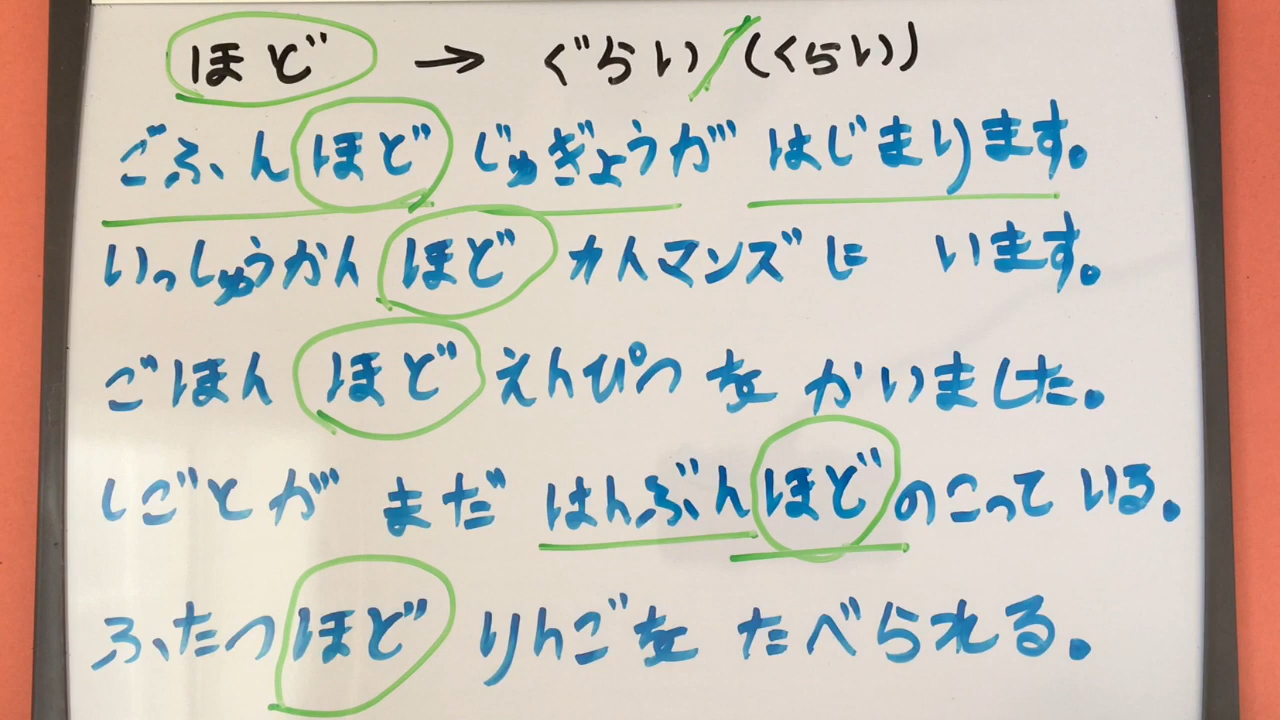 ほど → ぐらい/(くらい)
ごふんほど じゅぎょうが はじまります。
いっしゅうかんほど カトマンズに います。
ごほんほど えんぴつを かいました。
しごとが まだ はんぶんほど のこって いる。
ふたつほど りんごを たべられる。